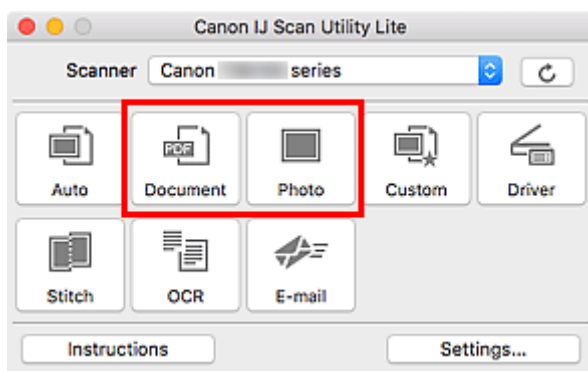 Canon IJ Scan Utility Lite
Scanner Canon series
Auto Document Photo Custom Driver
PDF
Stitch OCR E-mail
Instructions Settings...